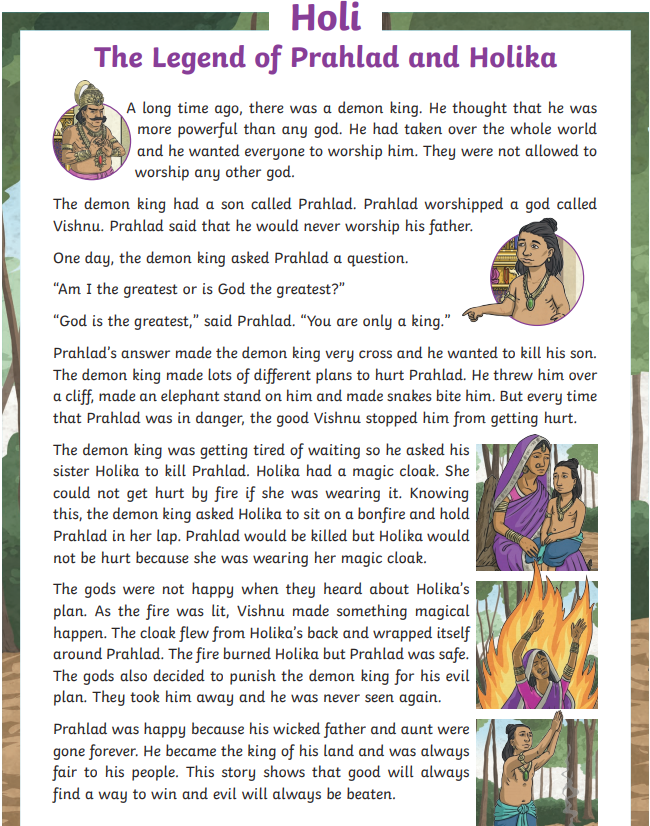 Holi
The Legend of Prahlad and Holika
A long time ago, there was a demon king. He thought that he was
more powerful than any god. He had taken over the whole world
and he wanted everyone to worship him. They were not allowed to
worship any other god.
The demon king had a son called Prahlad. Prahlad worshipped a god called
Vishnu. Prahlad said that he would never worship his father.
One day, the demon king asked Prahlad a question.
“Am I the greatest or is God the greatest?”
“God is the greatest,” said Prahlad. “You are only a king.”
Prahlad’s answer made the demon king very cross and he wanted to kill his son.
The demon king made lots of different plans to hurt Prahlad. He threw him over
a cliff, made an elephant stand on him and made snakes bite him. But every time
that Prahlad was in danger, the good Vishnu stopped him from getting hurt.
The demon king was getting tired of waiting so he asked his
sister Holika to kill Prahlad. Holika had a magic cloak. She
could not get hurt by fire if she was wearing it. Knowing
this, the demon king asked Holika to sit on a bonfire and hold
Prahlad in her lap. Prahlad would be killed but Holika would
not be hurt because she was wearing her magic cloak.
The gods were not happy when they heard about Holika’s
plan. As the fire was lit, Vishnu made something magical
happen. The cloak flew from Holika’s back and wrapped itself
around Prahlad. The fire burned Holika but Prahlad was safe.
The gods also decided to punish the demon king for his evil
plan. They took him away and he was never seen again.
Prahlad was happy because his wicked father and aunt were
gone forever. He became the king of his land and was always
fair to his people. This story shows that good will always
find a way to win and evil will always be beaten.